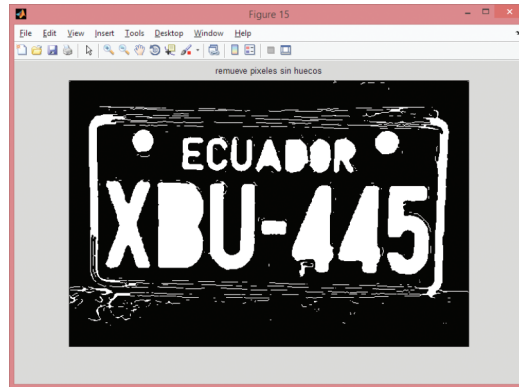 Figure 15
File Edit View Insert Tools Desktop Window Help
remueve pixeles sin huecos
ECUADOR
XBU-445